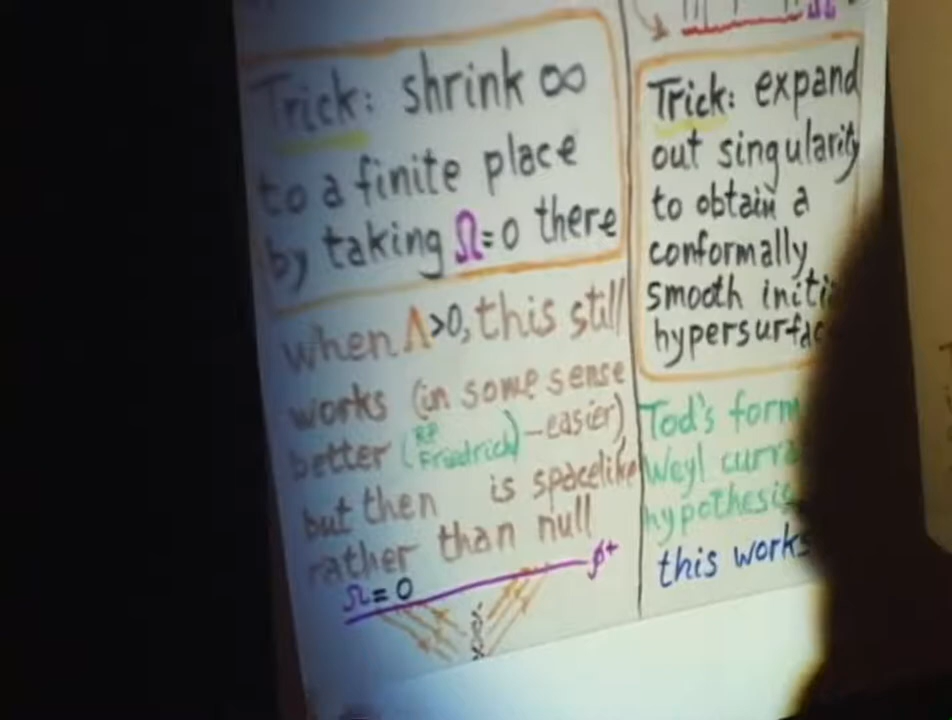 Trick: shrink ∞
to a finite place
by taking Ω=0 there
when Λ>0, this still
works (in some sense
better (RP Friedrich) -easier),
but then is spacelike
rather than null
Ω=0
Ω
Trick: expand
out singularity
to obtain a
conformally
smooth initi
hypersurfac
Tod's form
Weyl curva
hypothesis
this works